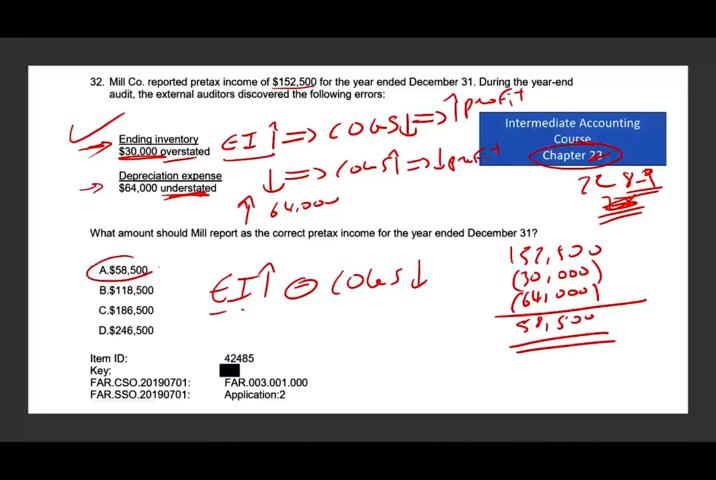 32. Mill Co. reported pretax income of $152,500 for the year ended December 31. During the year-end
audit, the external auditors discovered the following errors:
Ending inventory
$30,000 overstated
EI ↑ => COGS ↓ => ↑ profit
Intermediate Accounting
Course
Chapter 22
Depreciation expense
$64,000 understated
↓ => COGS ↑ => ↓ profit
↑ 64,000
22 8-9
What amount should Mill report as the correct pretax income for the year ended December 31?
A.$58,500
B.$118,500
C.$186,500
D.$246,500
EI ↑ COGS ↓
152,500
(30,000)
(64,000)
58,500
Item ID: 42485
Key:
FAR.CSO.20190701: FAR.003.001.000
FAR.SSO.20190701: Application:2